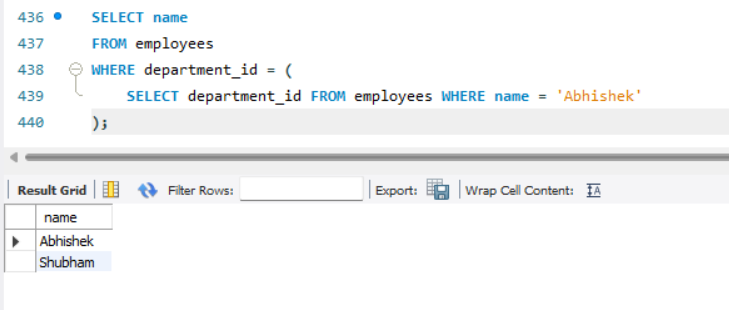 436 SELECT name
437 FROM employees
438 WHERE department_id = (
439 SELECT department_id FROM employees WHERE name = 'Abhishek'
440 );
Result Grid Filter Rows: Export: Wrap Cell Content: IA
name
Abhishek
Shubham